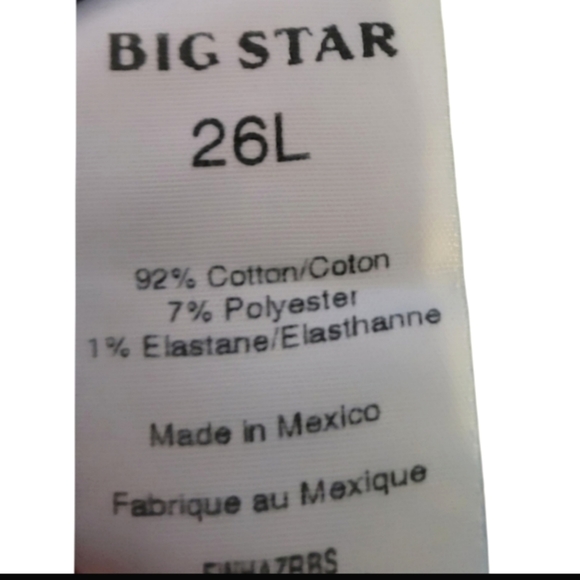 BIG STAR
26L
92% Cotton/Coton
7% Polyester
1% Elastane/Elasthanne
Made in Mexico
Fabrique au Mexique